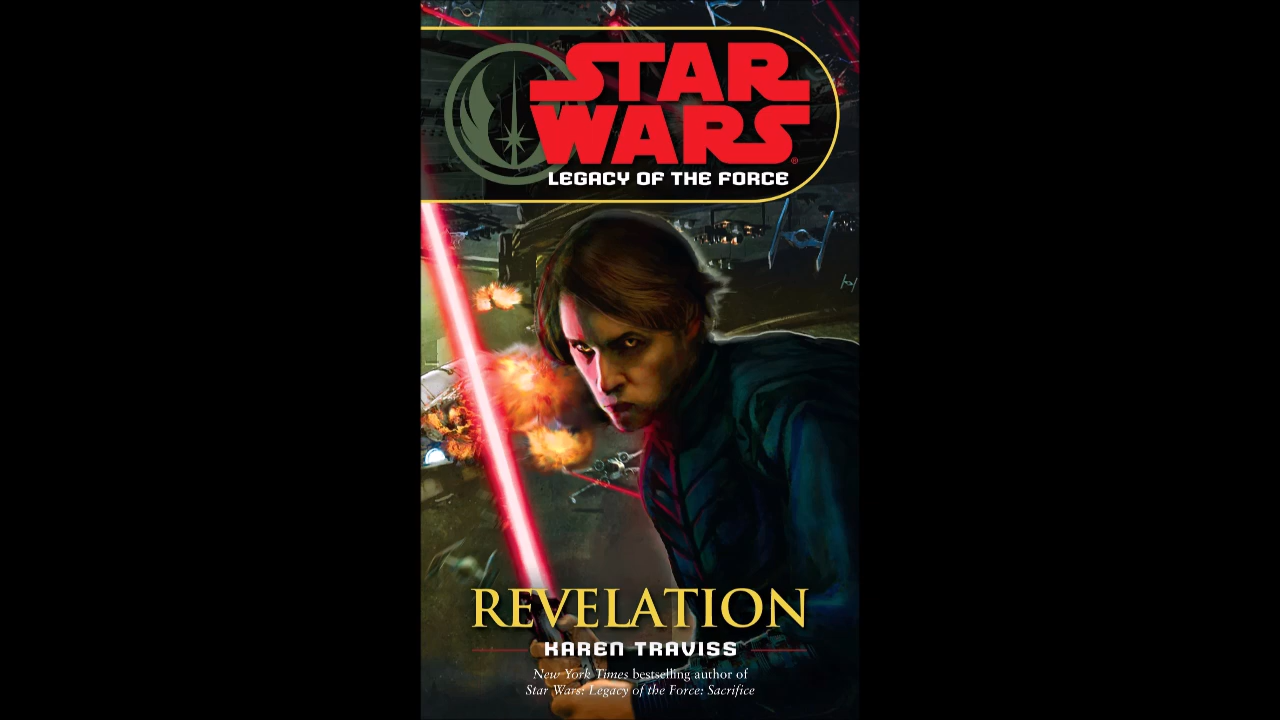 STAR
WARS®
LEGACY OF THE FORCE
REVELATION
KAREN TRAVISS
New York Times bestselling author of
Star Wars: Legacy of the Force: Sacrifice